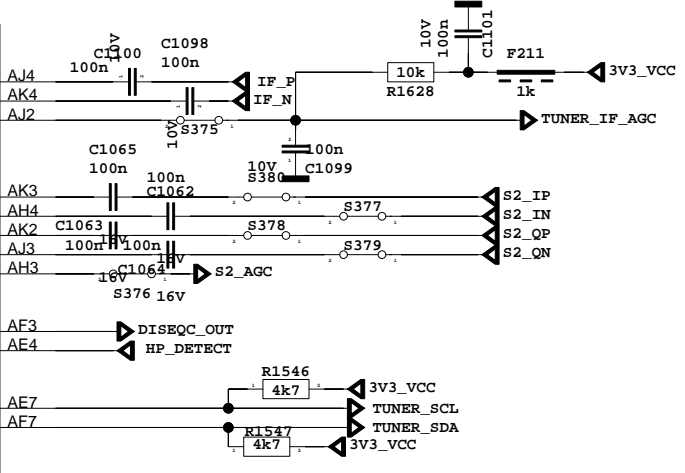 10V
100n
C1101
C1100
10V
100n
C1098
100n
F211
AJ4
IF_P
10k
3V3_VCC
AK4
IF_N
R1628
1k
AJ2
10V
S375
TUNER_IF_AGC
C1065
100n
100n
10V
C1099
100n
C1062
S380
AK3
S2_IP
AH4
S377
S2_IN
C1063
AK2
S378
S2_QP
100n
16V
100n
AJ3
16V
S379
S2_QN
AH3
C1064
S2_AGC
16V
S376
16V
AF3
DISEQC_OUT
AE4
HP_DETECT
R1546
4k7
3V3_VCC
AE7
TUNER_SCL
AF7
TUNER_SDA
R1547
4k7
3V3_VCC